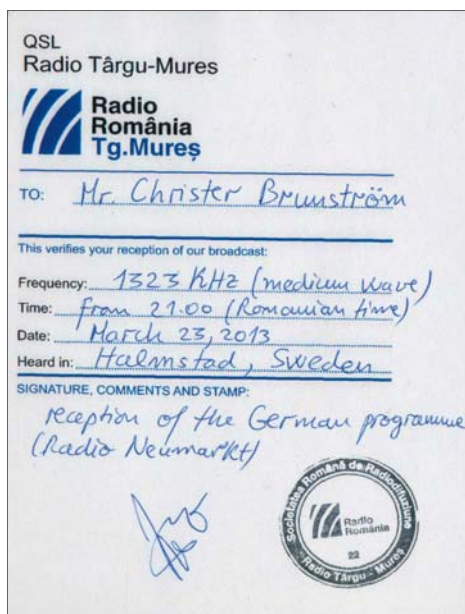 QSL
Radio Târgu-Mures
Radio
România
Tg.Mureș
TO: Mr. Christer Brunström
This verifies your reception of our broadcast:
Frequency: 1323 KHz (medium wave)
Time: from 21.00 (Romanian time)
Date: March 23, 2013
Heard in: Halmstad, Sweden
SIGNATURE, COMMENTS AND STAMP:
reception of the German programme
(Radio Neumarkt)
Societatea Română de Radiodifuziune
Radio
România
22
Radio Târgu - Mureș